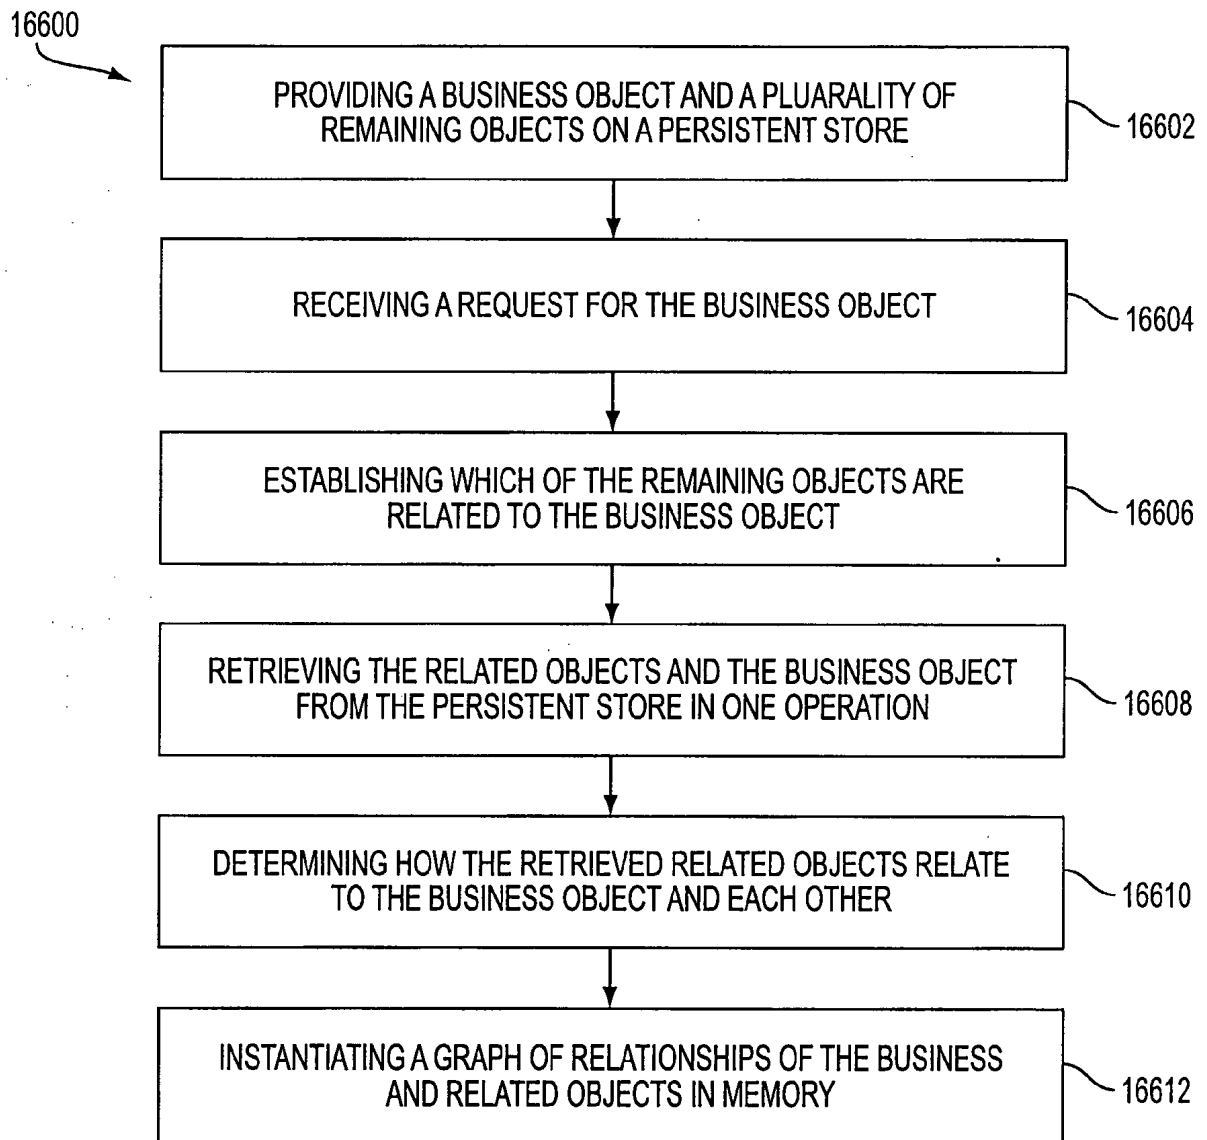 16600
PROVIDING A BUSINESS OBJECT AND A PLUARALITY OF
REMAINING OBJECTS ON A PERSISTENT STORE
16602
RECEIVING A REQUEST FOR THE BUSINESS OBJECT
16604
ESTABLISHING WHICH OF THE REMAINING OBJECTS ARE
RELATED TO THE BUSINESS OBJECT
16606
RETRIEVING THE RELATED OBJECTS AND THE BUSINESS OBJECT
FROM THE PERSISTENT STORE IN ONE OPERATION
16608
DETERMINING HOW THE RETRIEVED RELATED OBJECTS RELATE
TO THE BUSINESS OBJECT AND EACH OTHER
16610
INSTANTIATING A GRAPH OF RELATIONSHIPS OF THE BUSINESS
AND RELATED OBJECTS IN MEMORY
16612